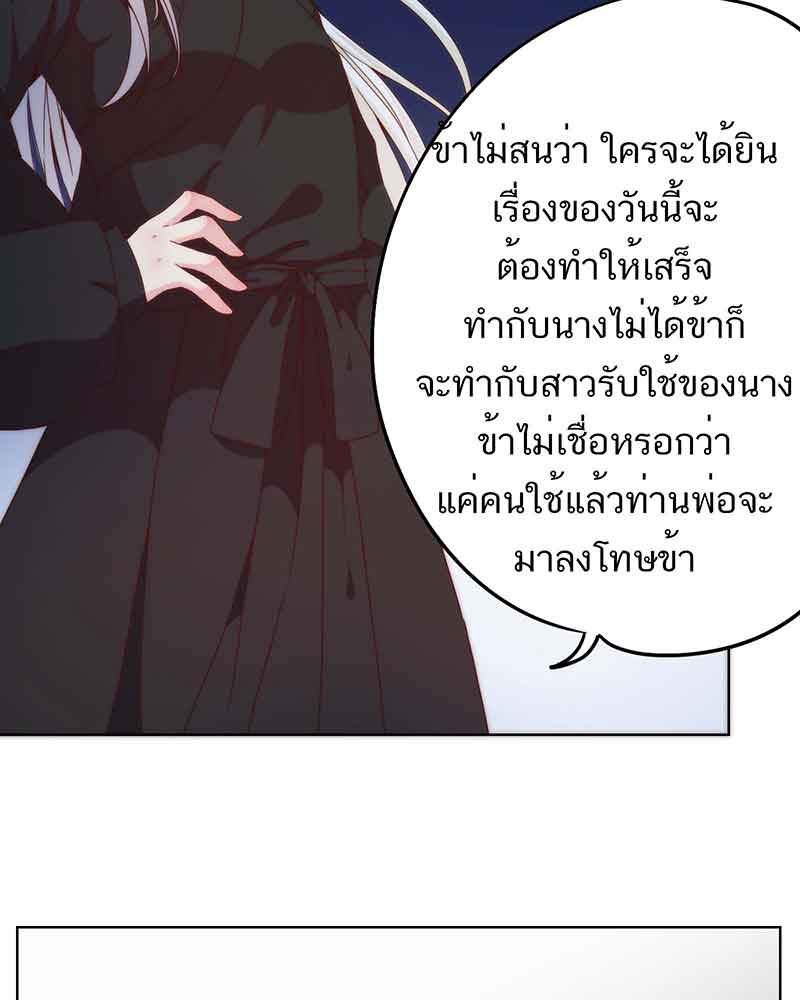 ข้าไม่สนว่า ใครจะได้ยิน
เรื่องของวันนี้จะ
ต้องทำให้เสร็จ
ทำกับนางไม่ได้ข้าก็
จะทำกับสาวรับใช้ของนาง
ข้าไม่เชื่อหรอกว่า
แค่คนใช้แล้วท่านพ่อจะ
มาลงโทษข้า